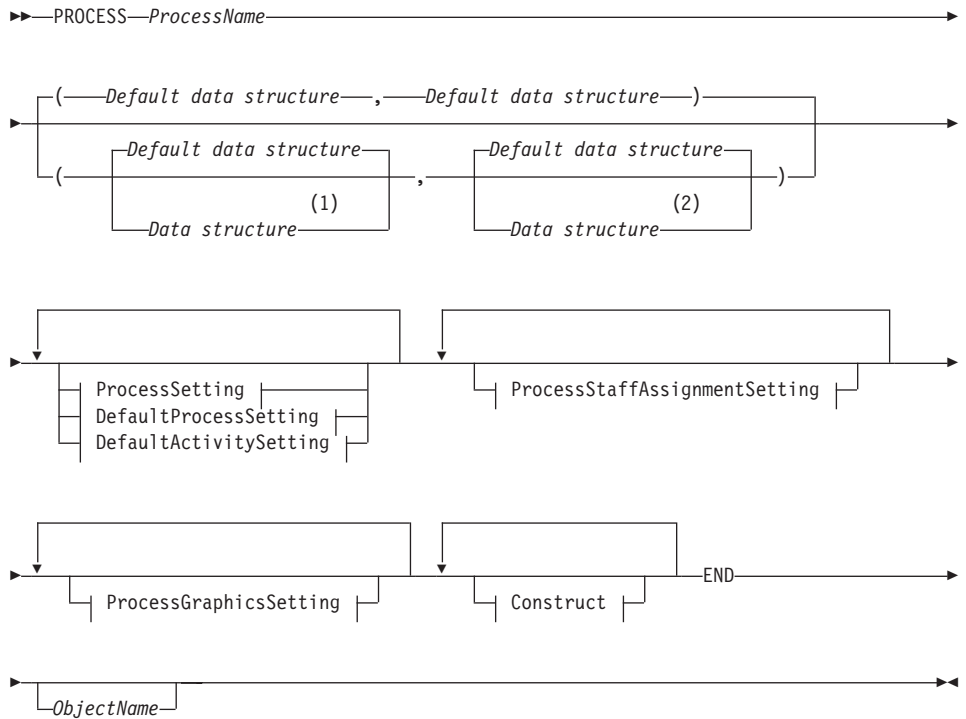 PROCESS ProcessName
( Default data structure , Default data structure )
Default data structure Default data structure
( , )
(1) (2)
Data structure Data structure
ProcessSetting ProcessStaffAssignmentSetting
DefaultProcessSetting
DefaultActivitySetting
END
ProcessGraphicsSetting Construct
ObjectName